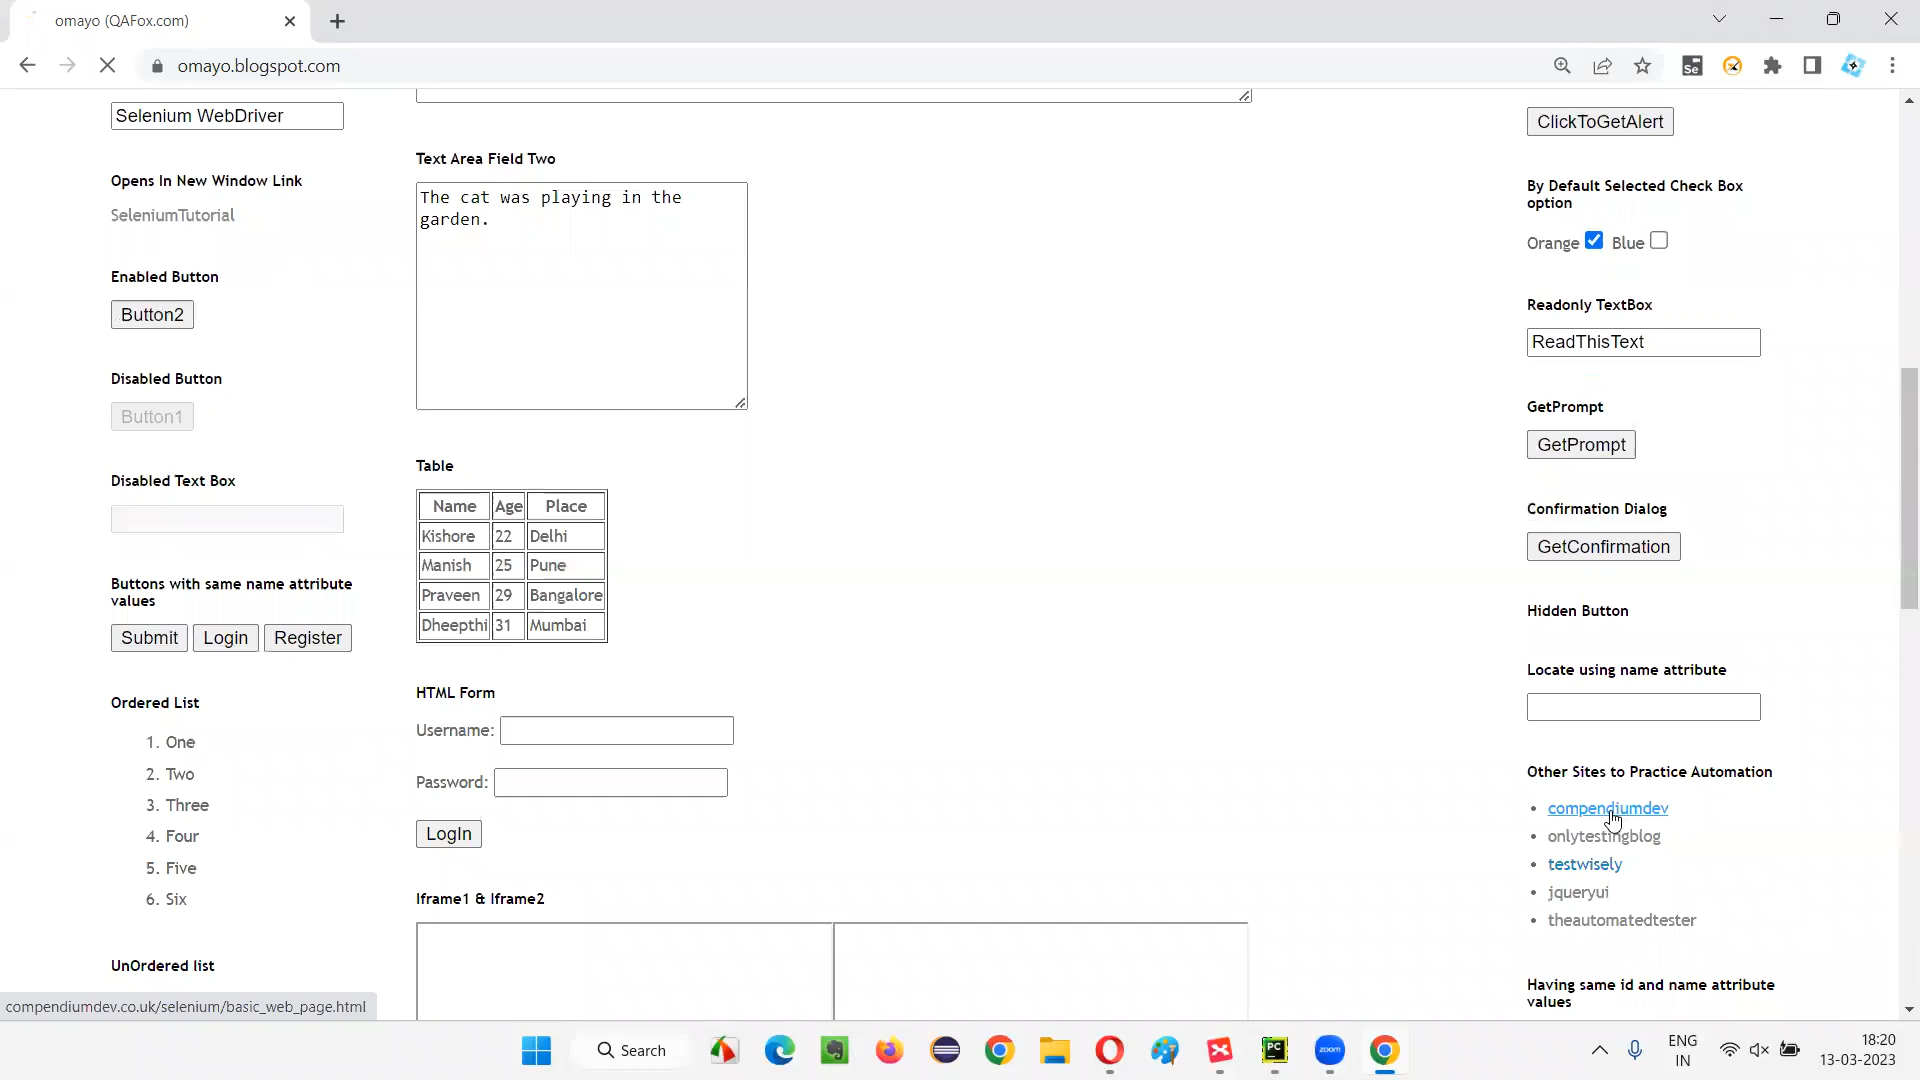 omayo (QAFox.com)
omayo.blogspot.com
Selenium WebDriver
Opens In New Window Link
SeleniumTutorial
Enabled Button
Button2
Disabled Button
Button1
Disabled Text Box
Buttons with same name attribute
values
Submit Login Register
Ordered List
1. One
2. Two
3. Three
4. Four
5. Five
6. Six
UnOrdered list
Text Area Field Two
The cat was playing in the
garden.
Table
Name Age Place
Kishore 22 Delhi
Manish 25 Pune
Praveen 29 Bangalore
Dheepthi 31 Mumbai
HTML Form
Username:
Password:
LogIn
Iframe1 & Iframe2
ClickToGetAlert
By Default Selected Check Box
option
Orange Blue
Readonly TextBox
ReadThisText
GetPrompt
GetPrompt
Confirmation Dialog
GetConfirmation
Hidden Button
Locate using name attribute
Other Sites to Practice Automation
• compendiumdev
• onlytestingblog
• testwisely
• jqueryui
• theautomatedtester
Having same id and name attribute
values
compendiumdev.co.uk/selenium/basic_web_page.html
Search
Se
PC
zoom
ENG
IN
18:20
13-03-2023